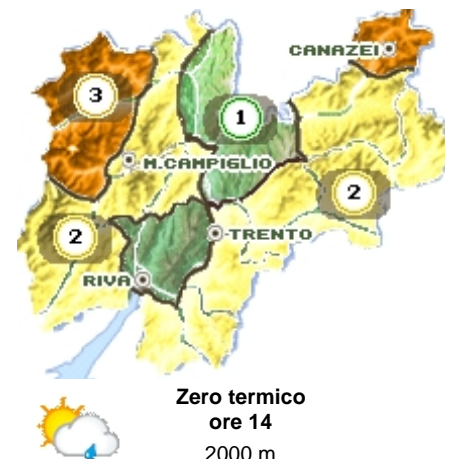 CANAZEI
3
1
M.CAMPIGLIO
2
2
TRENTO
RIVA
Zero termico
ore 14
2000 m